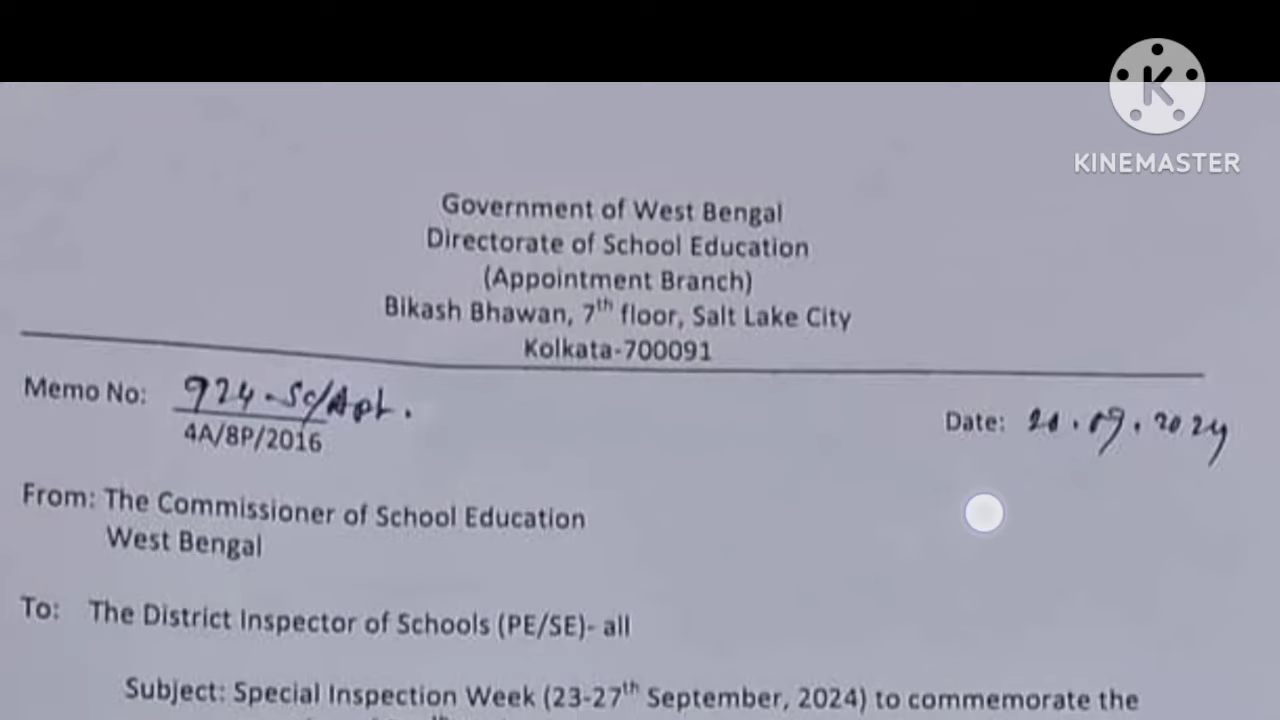 K
KINEMASTER
Government of West Bengal
Directorate of School Education
(Appointment Branch)
Bikash Bhawan, 7th floor, Salt Lake City
Kolkata-700091
Memo No: 924-Sc/Apt.
4A/8P/2016
Date: 20.09.2024
From: The Commissioner of School Education
West Bengal
To: The District Inspector of Schools (PE/SE)- all
Subject: Special Inspection Week (23-27th September, 2024) to commemorate the